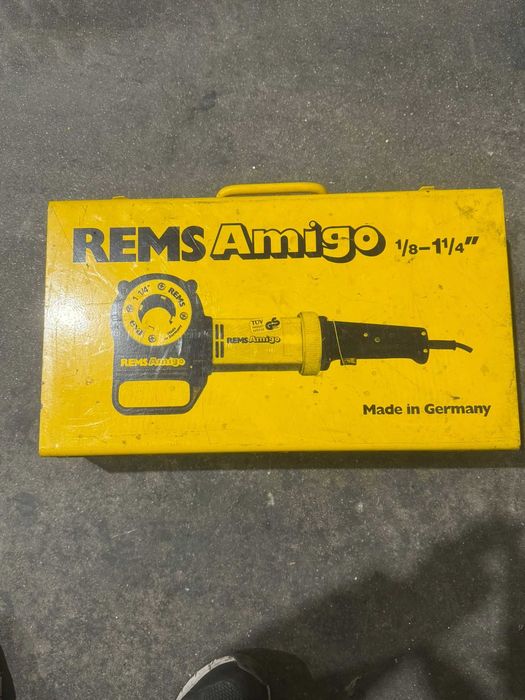 REMS Amigo 1/8–1 1/4"
1 1/4" REMS
REMS Amigo
TÜV
GS
REMS Amigo
Made in Germany